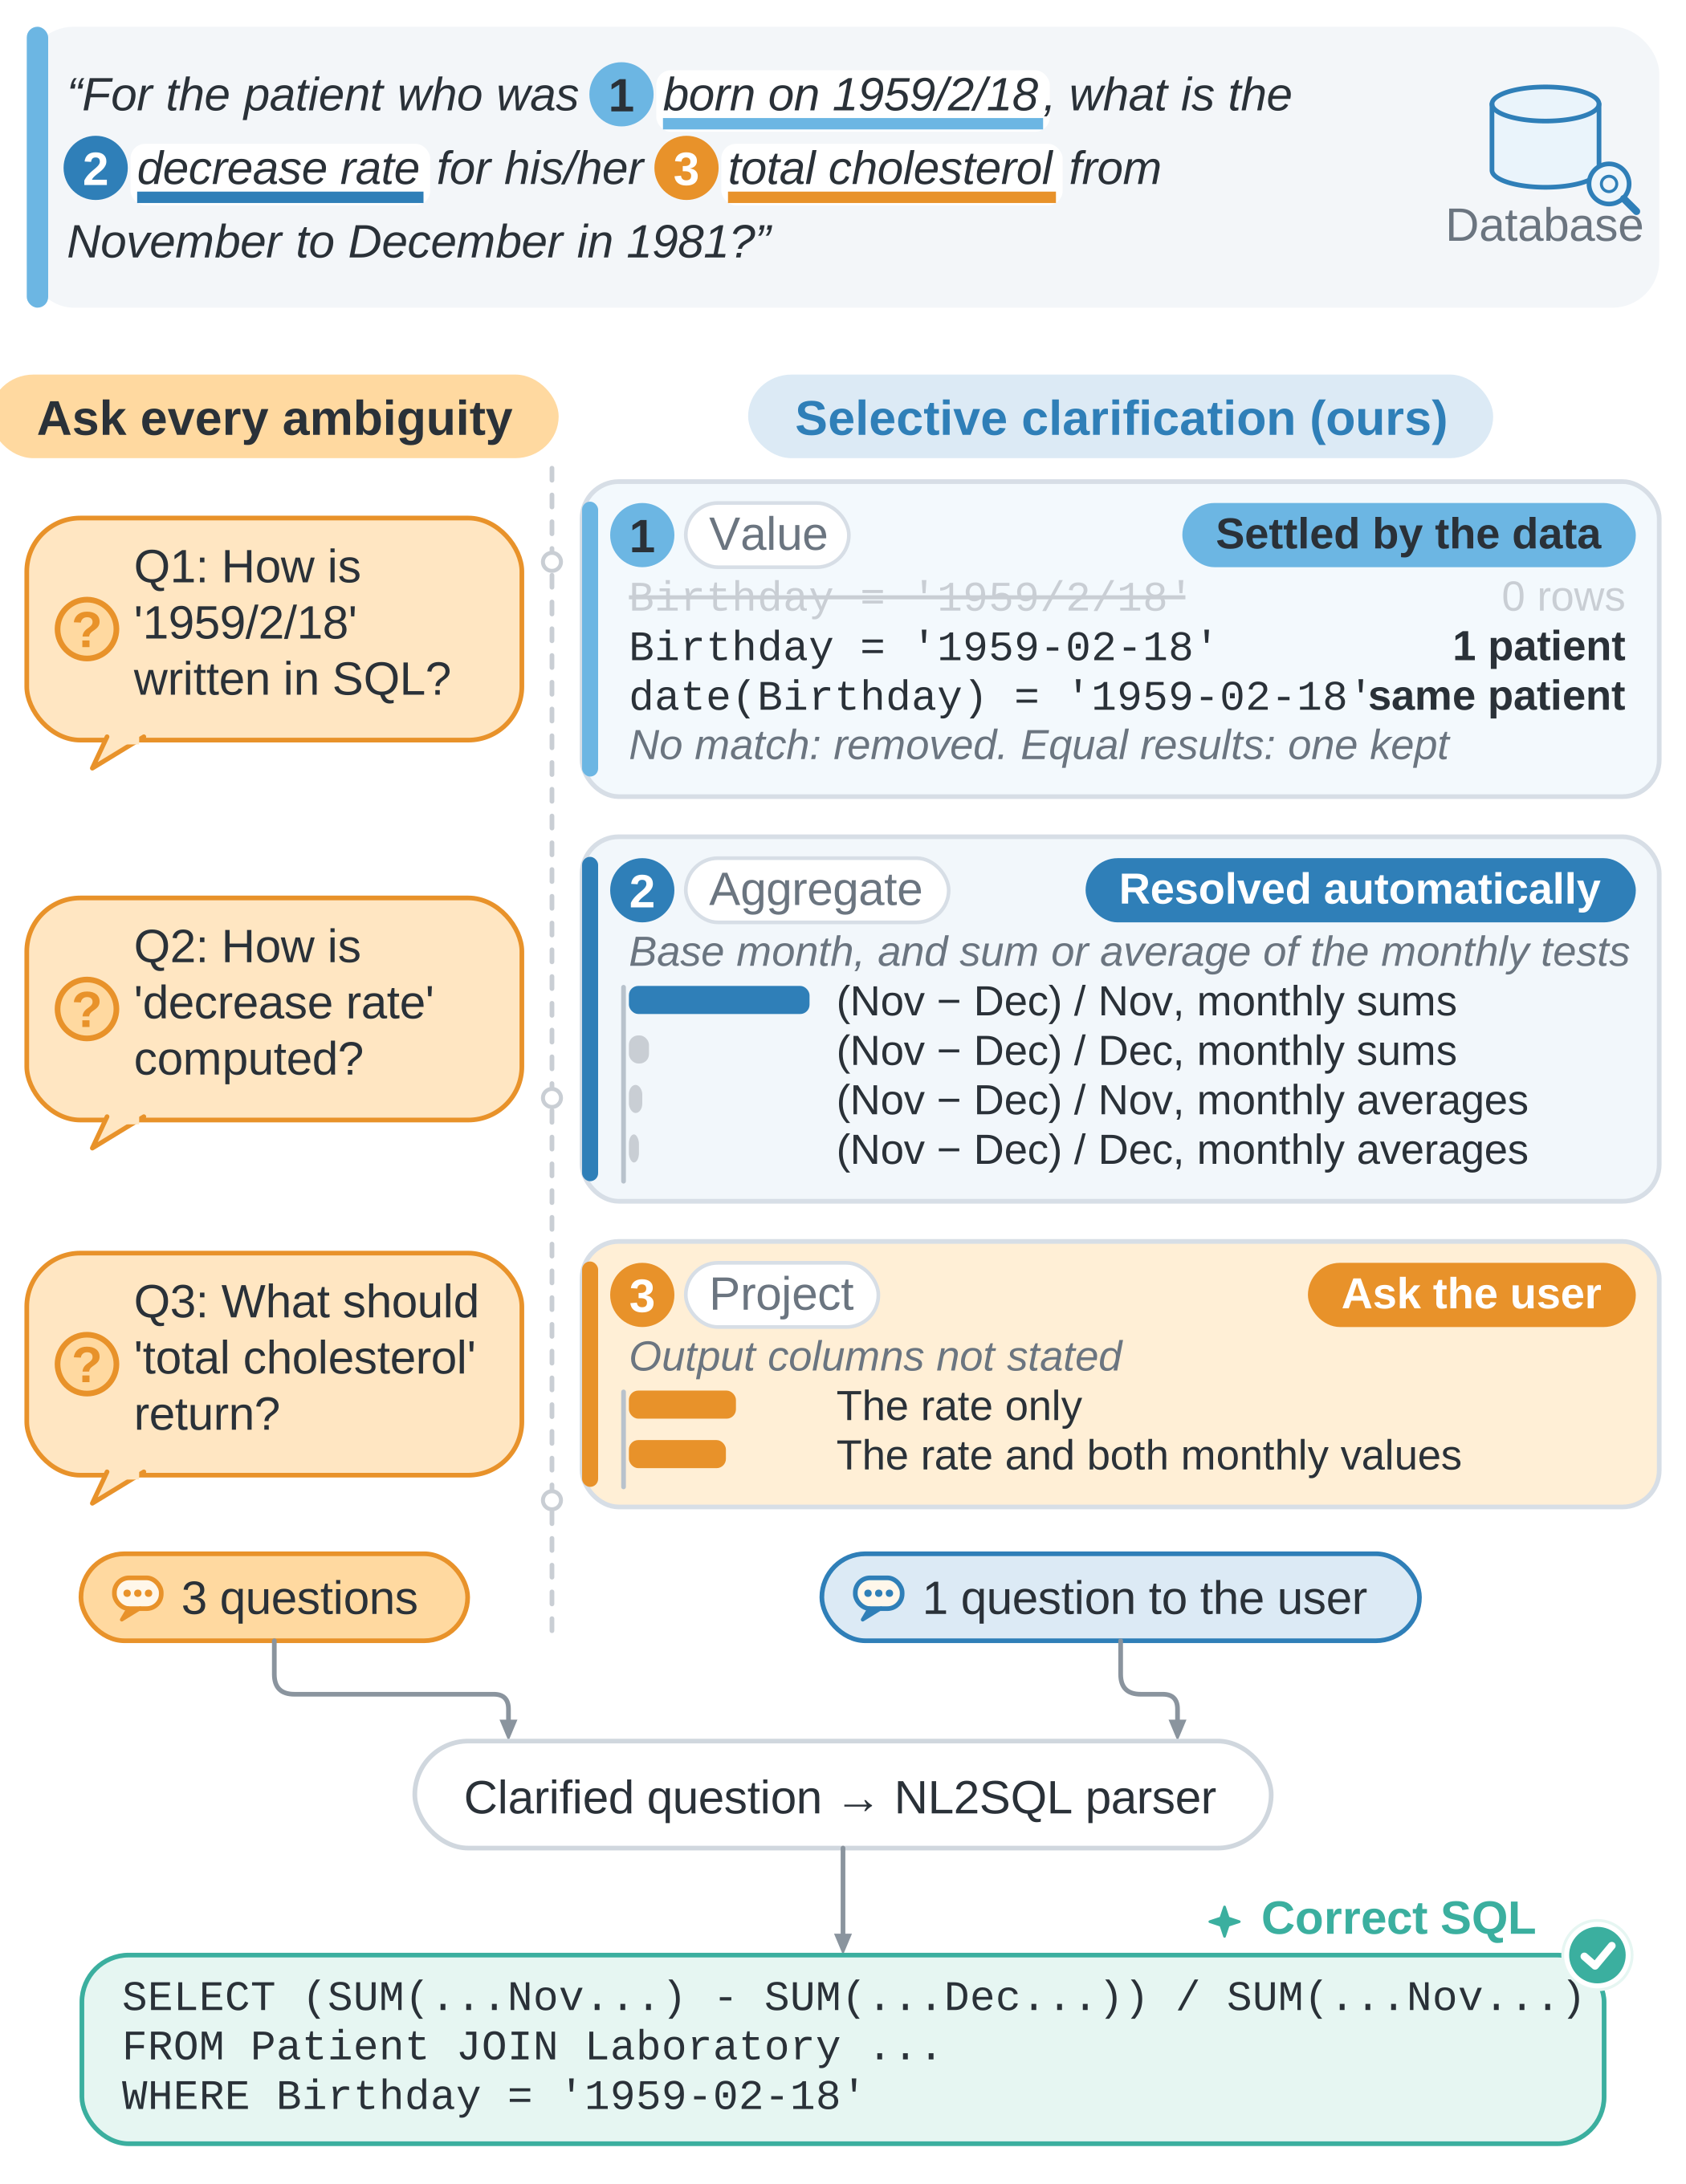 “For the patient who was 1 born on 1959/2/18, what is the
2 decrease rate for his/her 3 total cholesterol from
November to December in 1981?”
Database
Ask every ambiguity
Q1: How is
'1959/2/18'
written in SQL?
?
Q2: How is
'decrease rate'
computed?
?
Q3: What should
'total cholesterol'
return?
?
3 questions
Selective clarification (ours)
1 Value Settled by the data
Birthday = '1959/2/18' 0 rows
Birthday = '1959-02-18' 1 patient
date(Birthday) = '1959-02-18' same patient
No match: removed. Equal results: one kept
2 Aggregate Resolved automatically
Base month, and sum or average of the monthly tests
(Nov − Dec) / Nov, monthly sums
(Nov − Dec) / Dec, monthly sums
(Nov − Dec) / Nov, monthly averages
(Nov − Dec) / Dec, monthly averages
3 Project Ask the user
Output columns not stated
The rate only
The rate and both monthly values
1 question to the user
Clarified question → NL2SQL parser
Correct SQL
SELECT (SUM(...Nov...) - SUM(...Dec...)) / SUM(...Nov...)
FROM Patient JOIN Laboratory ...
WHERE Birthday = '1959-02-18'